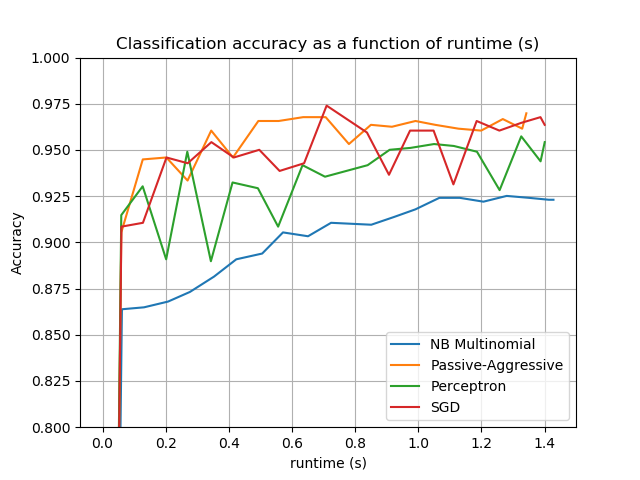 Classification accuracy as a function of runtime (s)
1.000
0.975
0.950
0.925
0.900
0.875
0.850
0.825
0.800
Accuracy
NB Multinomial
Passive-Aggressive
Perceptron
SGD
0.0 0.2 0.4 0.6 0.8 1.0 1.2 1.4
runtime (s)